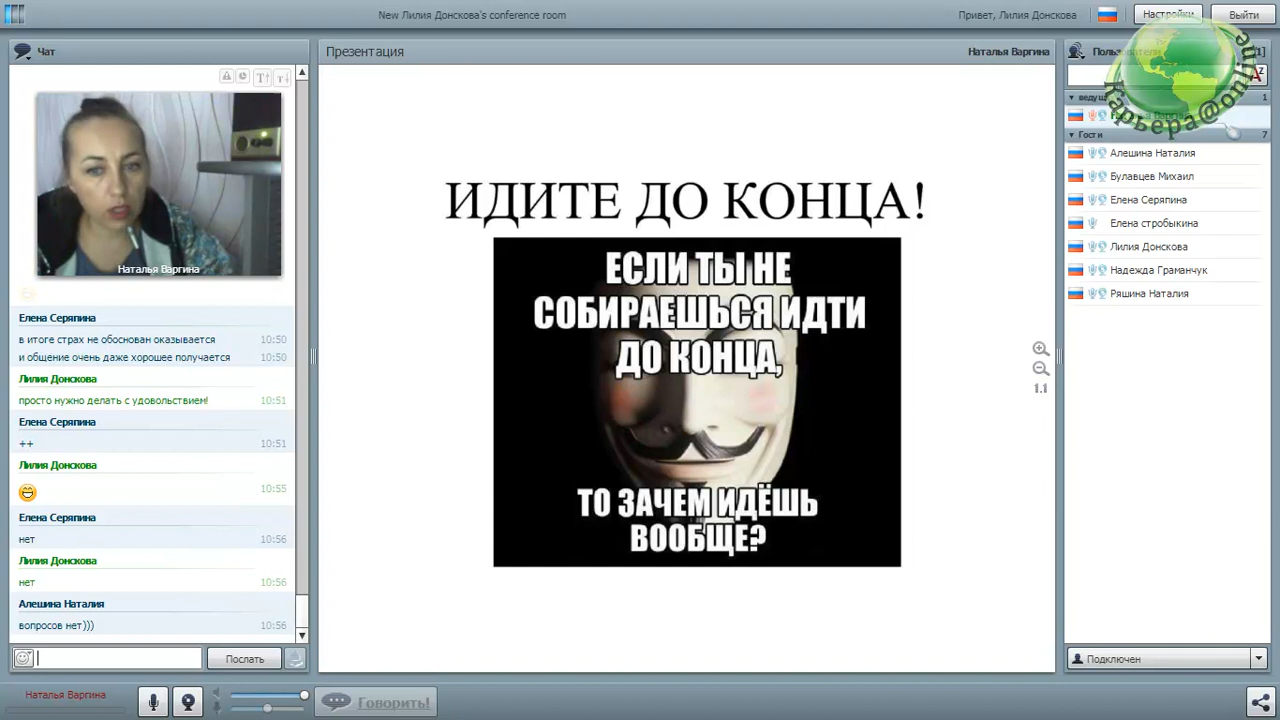 New Лилия Донскова's conference room
Привет, Лилия Донскова
Настройки
Выйти
Чат
Наталья Варгина
Елена Серяпина
в итоге страх не обоснован оказывается 10:50
и общение очень даже хорошее получается 10:50
Лилия Донскова
просто нужно делать с удовольствием! 10:51
Елена Серяпина
++ 10:51
Лилия Донскова
10:55
Елена Серяпина
нет 10:56
Лилия Донскова
нет 10:56
Алешина Наталия
вопросов нет))) 10:56
Послать
Презентация
Наталья Варгина
ИДИТЕ ДО КОНЦА!
ЕСЛИ ТЫ НЕ
СОБИРАЕШЬСЯ ИДТИ
ДО КОНЦА,
ТО ЗАЧЕМ ИДЁШЬ
ВООБЩЕ?
1.1
Карьера@online
1
Гости 7
Алешина Наталия
Булавцев Михаил
Елена Серяпина
Елена стробыкина
Лилия Донскова
Надежда Граманчук
Ряшина Наталия
Подключен
Наталья Варгина
Говорить!